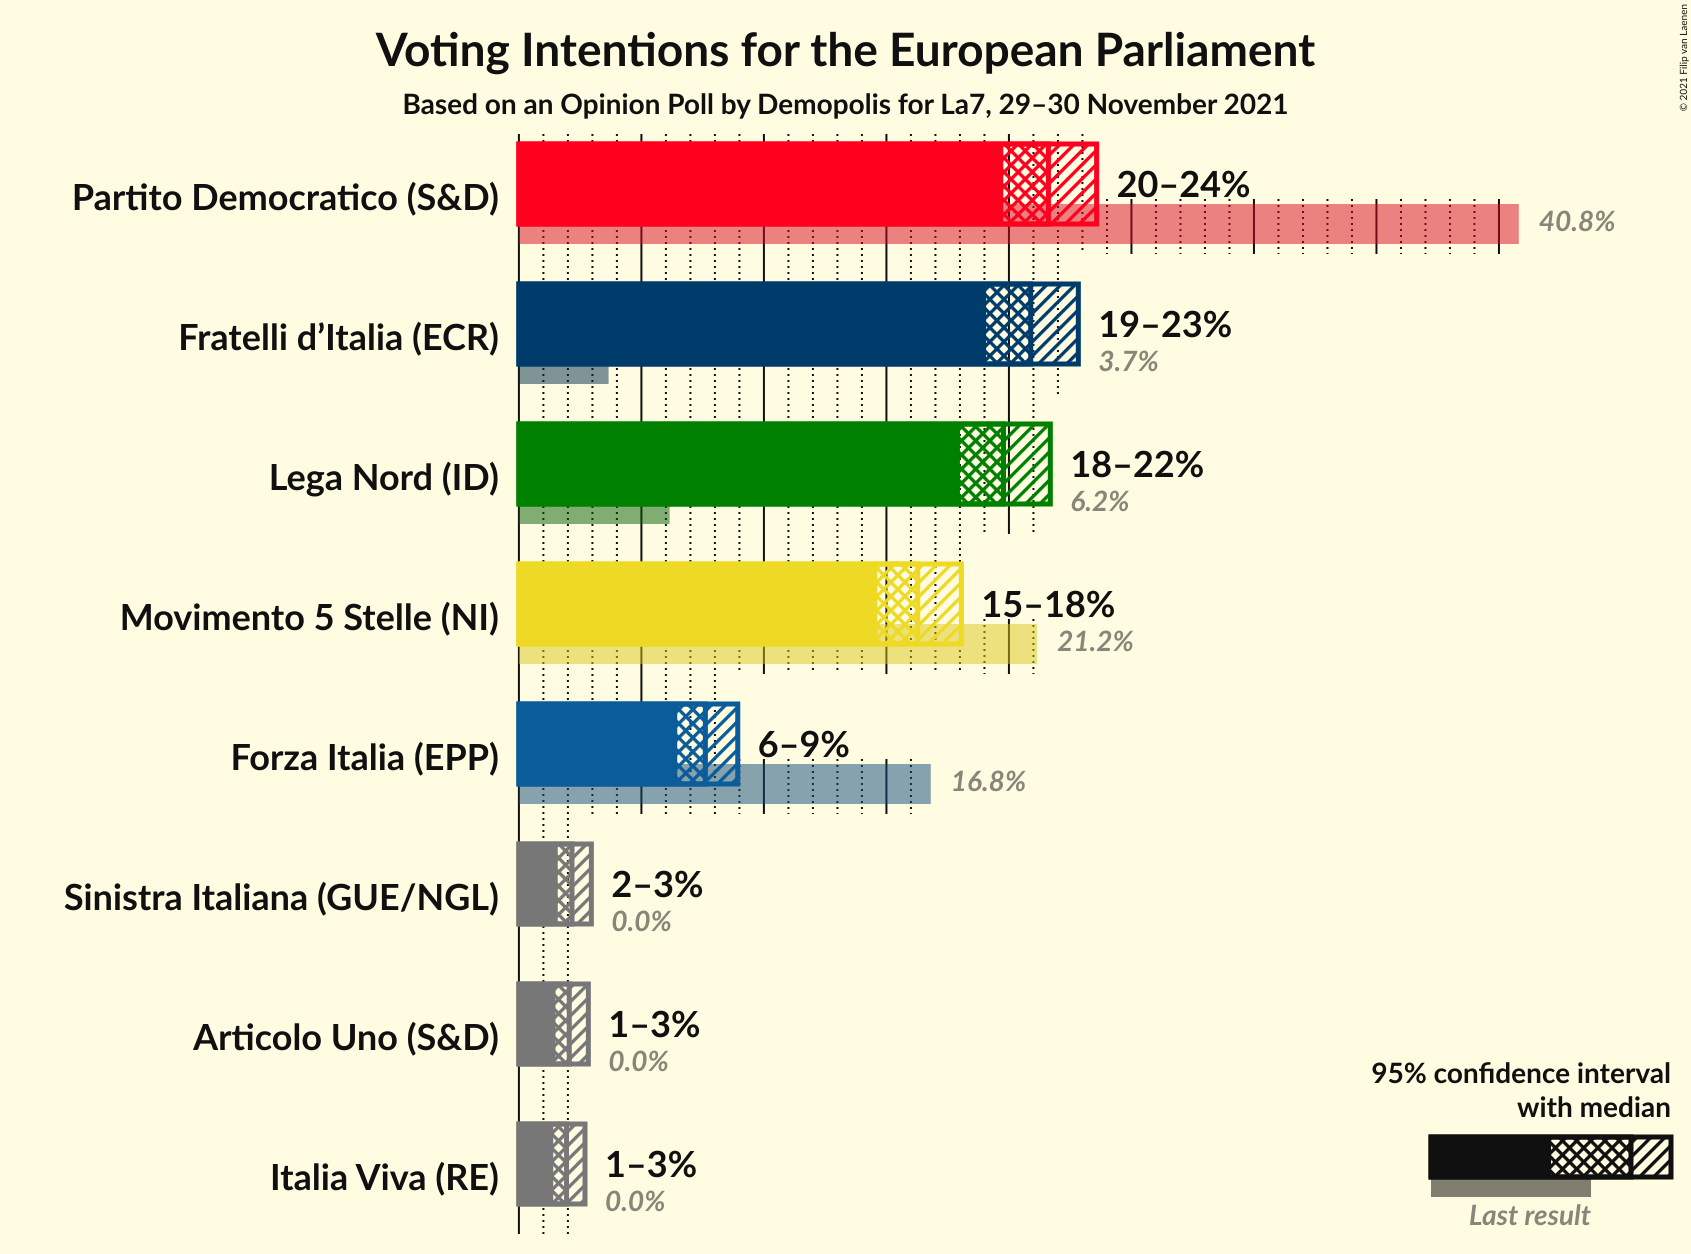 Voting Intentions for the European Parliament
Based on an Opinion Poll by Demopolis for La7, 29–30 November 2021
© 2021 Filip van Laenen
Partito Democratico (S&D)
20–24%
40.8%
Fratelli d’Italia (ECR)
19–23%
3.7%
Lega Nord (ID)
18–22%
6.2%
Movimento 5 Stelle (NI)
15–18%
21.2%
Forza Italia (EPP)
6–9%
16.8%
Sinistra Italiana (GUE/NGL)
2–3%
0.0%
Articolo Uno (S&D)
1–3%
0.0%
Italia Viva (RE)
1–3%
0.0%
95% confidence interval
with median
Last result